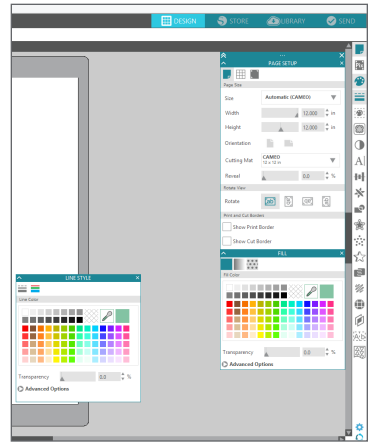 DESIGN STORE LIBRARY SEND
PAGE SETUP
Page Size
Size Automatic (CAMEO)
Width 12.000 in
Height 12.000 in
Orientation
Cutting Mat CAMEO
12 x 12 in
Reveal 0.0 %
Rotate View
Rotate
Print and Cut Borders
Show Print Border
Show Cut Border
FILL
Fill Color
Transparency 0.0 %
Advanced Options
LINE STYLE
Line Color
Transparency 0.0 %
Advanced Options